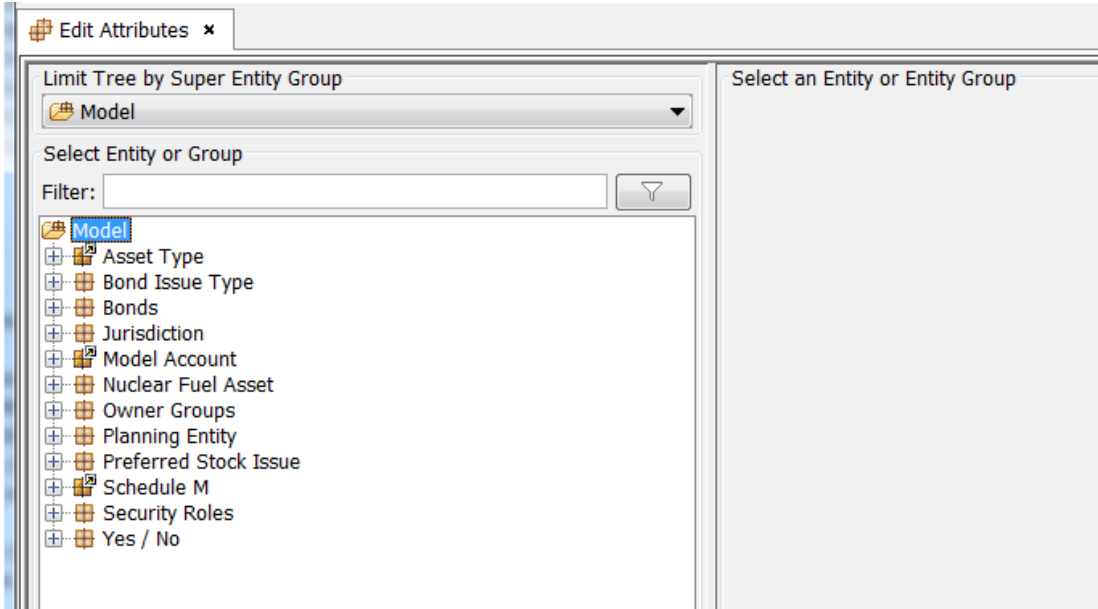 Edit Attributes
Limit Tree by Super Entity Group
Select an Entity or Entity Group
Model
Select Entity or Group
Filter:
Model
Asset Type
Bond Issue Type
Bonds
Jurisdiction
Model Account
Nuclear Fuel Asset
Owner Groups
Planning Entity
Preferred Stock Issue
Schedule M
Security Roles
Yes / No